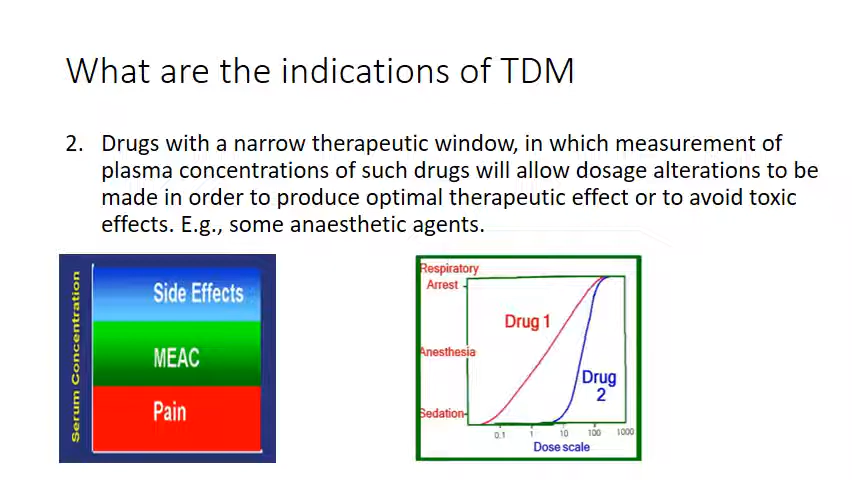 What are the indications of TDM
2. Drugs with a narrow therapeutic window, in which measurement of
plasma concentrations of such drugs will allow dosage alterations to be
made in order to produce optimal therapeutic effect or to avoid toxic
effects. E.g., some anaesthetic agents.
Serum Concentration
Side Effects
MEAC
Pain
Respiratory
Arrest
Anesthesia
Sedation
Drug 1
Drug
2
0.1 1 10 100 1000
Dose scale